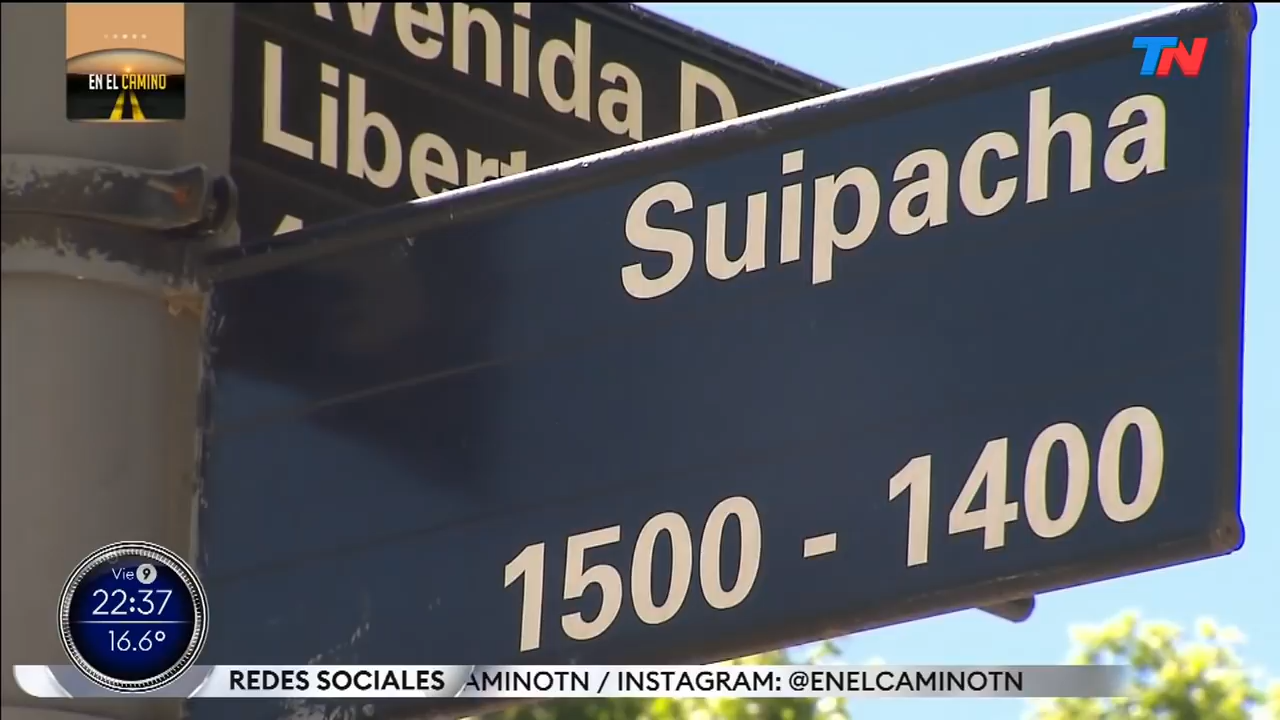 EN EL CAMINO
TN
Avenida D
Libert
Suipacha
1500 - 1400
Vie 9
22:37
16.6°
REDES SOCIALES AMINOTN / INSTAGRAM: @ENELCAMINOTN